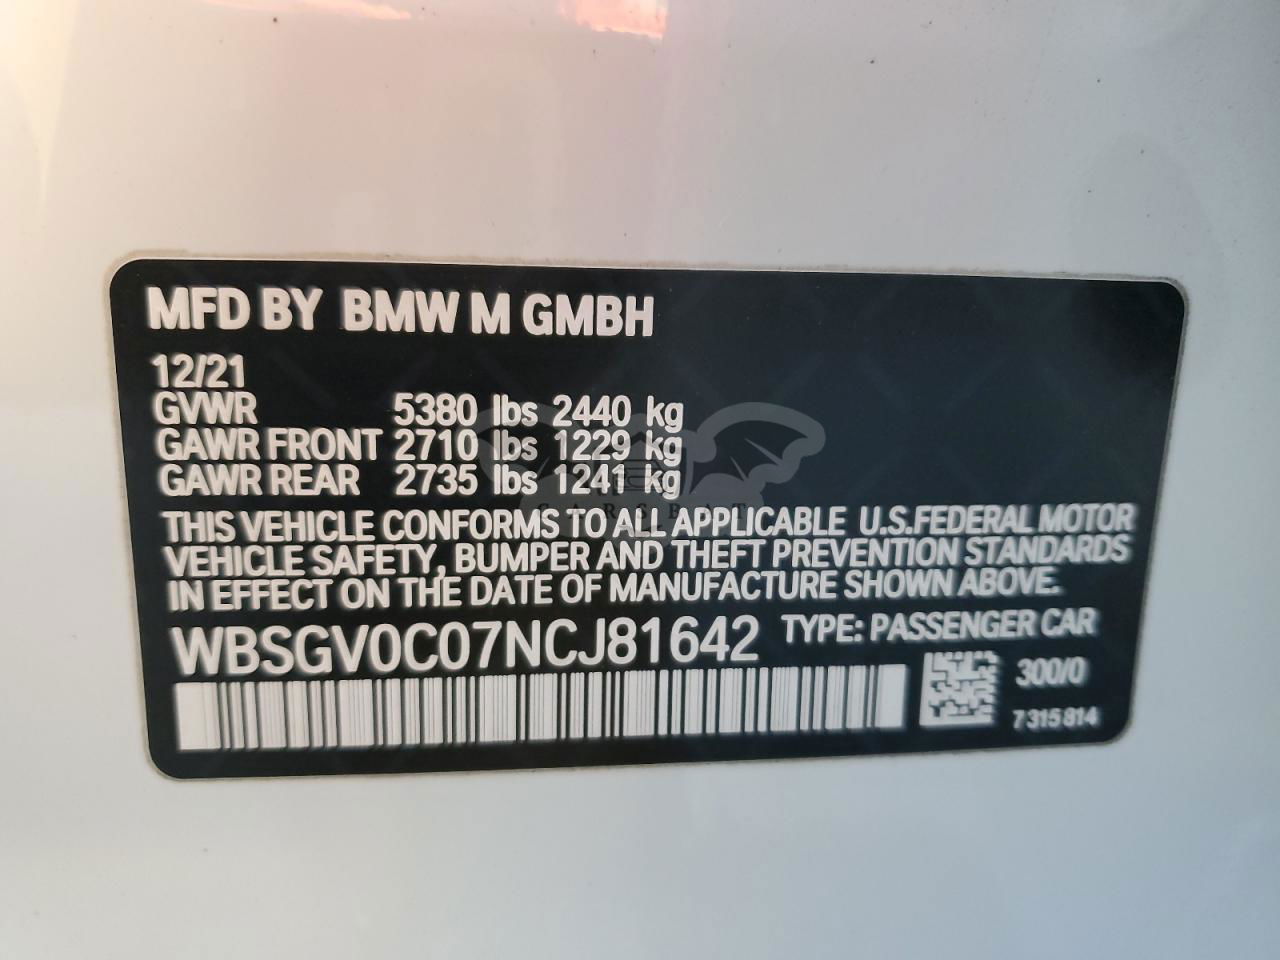 MFD BY BMW M GMBH
12/21
GVWR 5380 lbs 2440 kg
GAWR FRONT 2710 lbs 1229 kg
GAWR REAR 2735 lbs 1241 kg
CARSBAT
THIS VEHICLE CONFORMS TO ALL APPLICABLE U.S.FEDERAL MOTOR
VEHICLE SAFETY, BUMPER AND THEFT PREVENTION STANDARDS
IN EFFECT ON THE DATE OF MANUFACTURE SHOWN ABOVE.
WBSGV0C07NCJ81642 TYPE: PASSENGER CAR
300/0
7 315 814